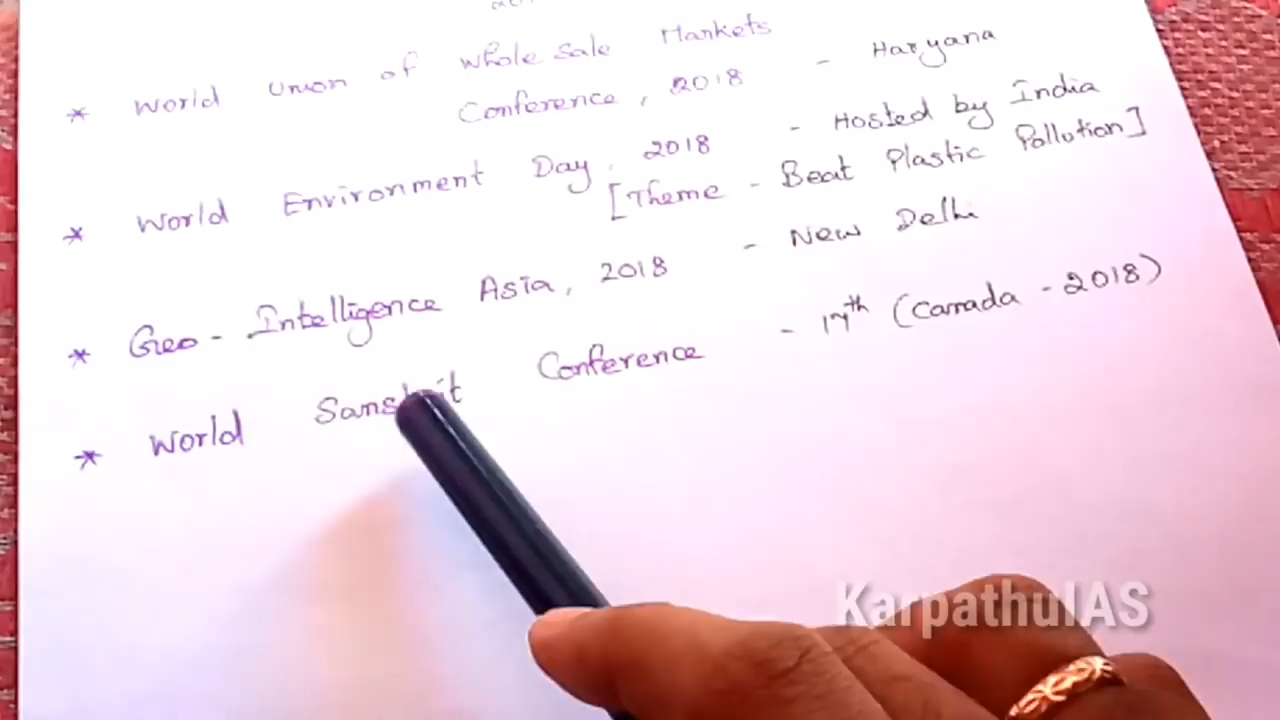 * World Union of Whole Sale Markets
Conference, 2018 - Haryana
* World Environment Day, 2018 - Hosted by India
[Theme - Beat Plastic Pollution]
* Geo-Intelligence Asia, 2018 - New Delhi
* World Sanskrit Conference - 17th (Canada - 2018)
KarpathuIAS